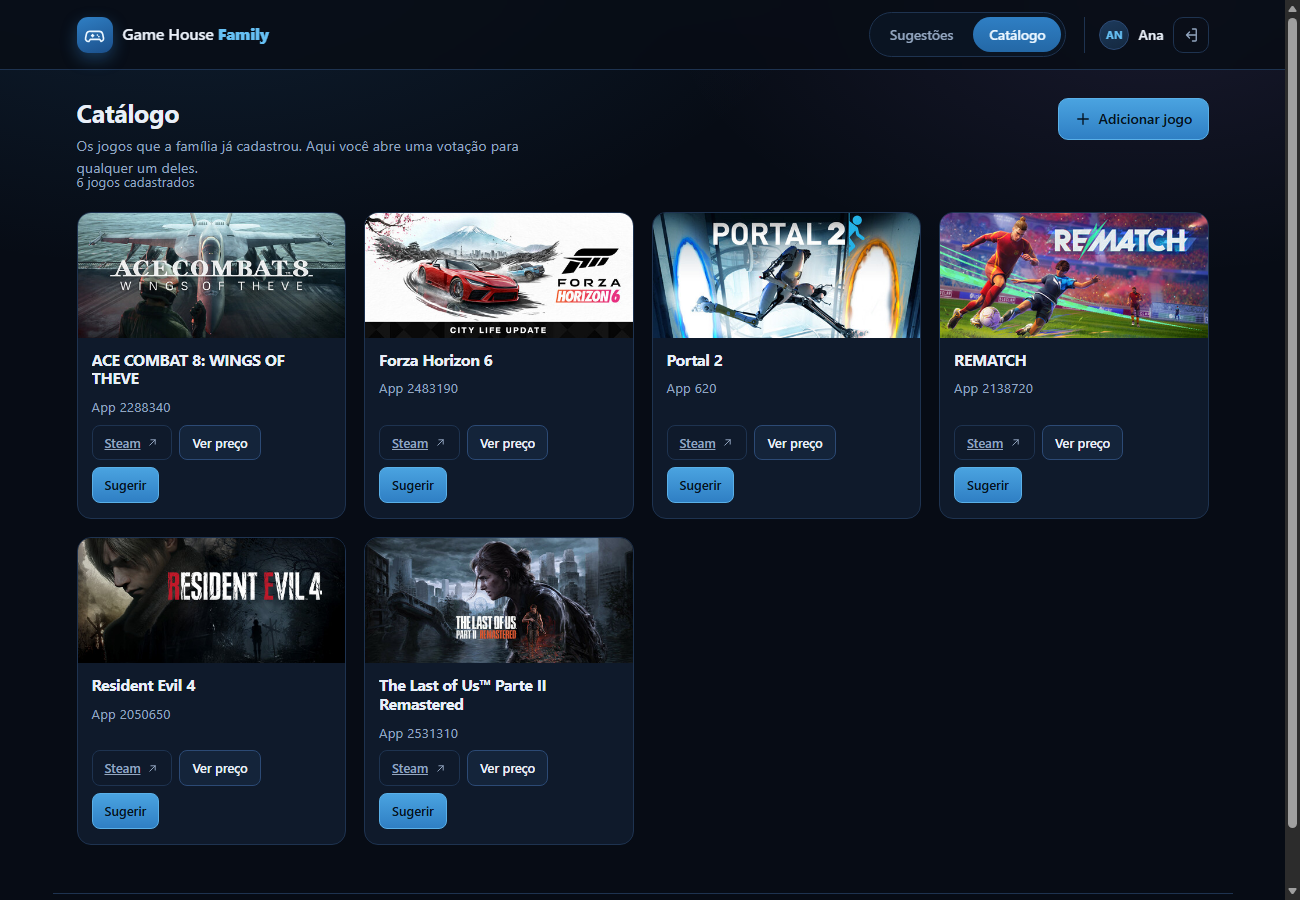 Game House Family
Sugestões
Catálogo
AN
Ana
Catálogo
Adicionar jogo
Os jogos que a família já cadastrou. Aqui você abre uma votação para
qualquer um deles.
6 jogos cadastrados
ACE COMBAT 8
WINGS OF THEVE
FORZA
HORIZON 6
CITY LIFE UPDATE
PORTAL 2
REMATCH
ACE COMBAT 8: WINGS OF
THEVE
App 2288340
Steam
Ver preço
Sugerir
Forza Horizon 6
App 2483190
Steam
Ver preço
Sugerir
Portal 2
App 620
Steam
Ver preço
Sugerir
REMATCH
App 2138720
Steam
Ver preço
Sugerir
RESIDENT EVIL 4
THE LAST OF US
PART II REMASTERED
Resident Evil 4
App 2050650
Steam
Ver preço
Sugerir
The Last of Us™ Parte II
Remastered
App 2531310
Steam
Ver preço
Sugerir